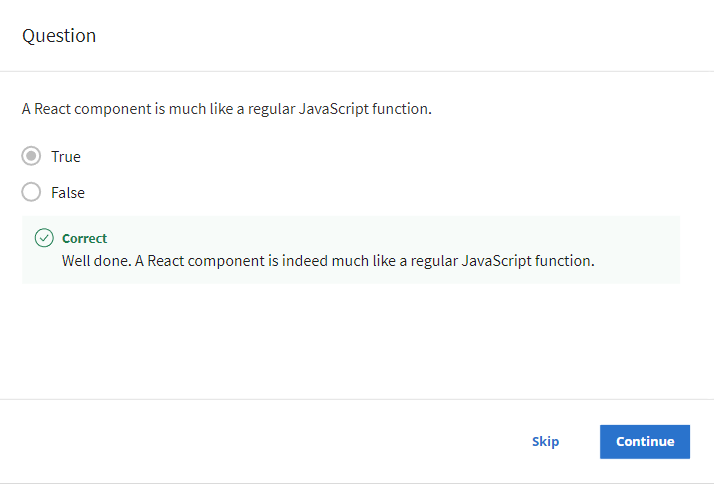 Question
A React component is much like a regular JavaScript function.
True
False
Correct
Well done. A React component is indeed much like a regular JavaScript function.
Skip
Continue